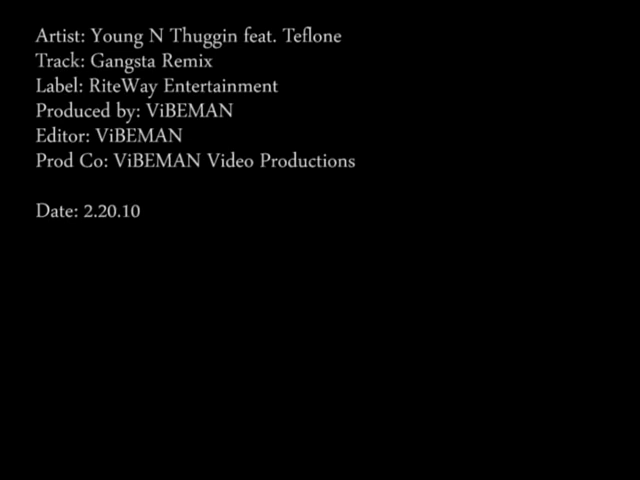 Artist: Young N Thuggin feat. Teflone
Track: Gangsta Remix
Label: RiteWay Entertainment
Produced by: ViBEMAN
Editor: ViBEMAN
Prod Co: ViBEMAN Video Productions
Date: 2.20.10